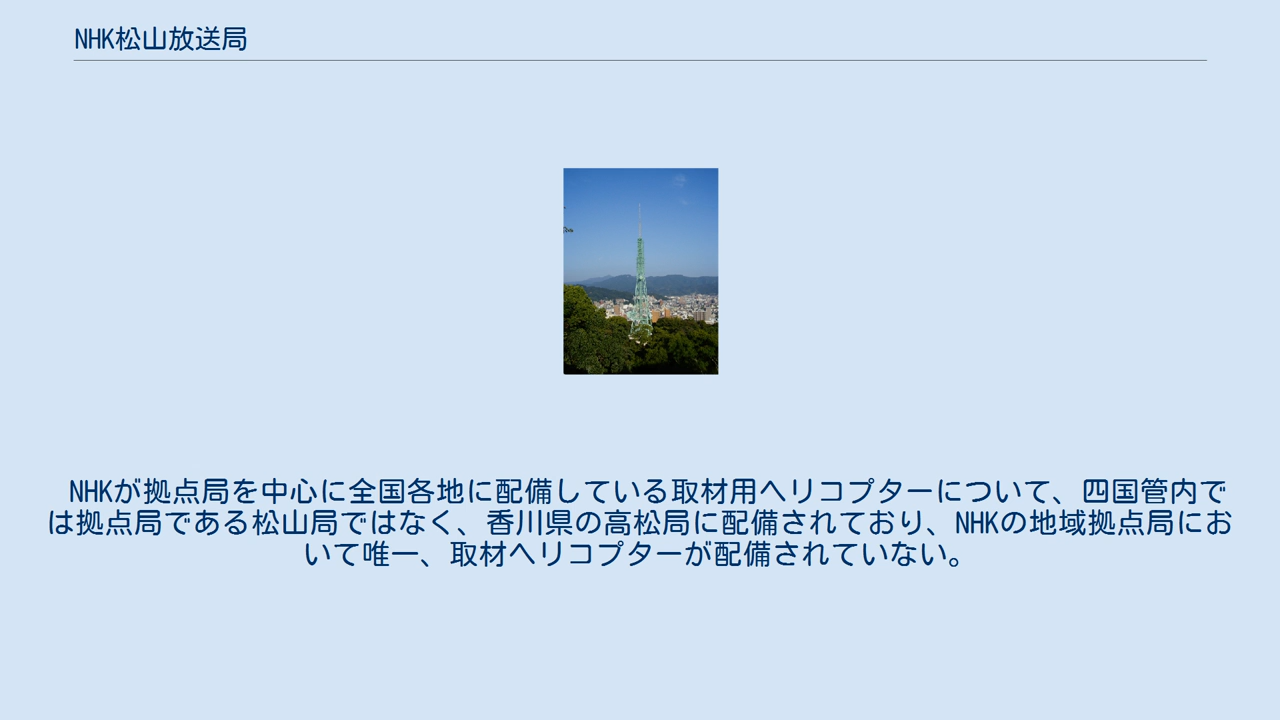 NHK松山放送局
NHKが拠点局を中心に全国各地に配備している取材用ヘリコプターについて、四国管内で
は拠点局である松山局ではなく、香川県の高松局に配備されており、NHKの地域拠点局にお
いて唯一、取材ヘリコプターが配備されていない。